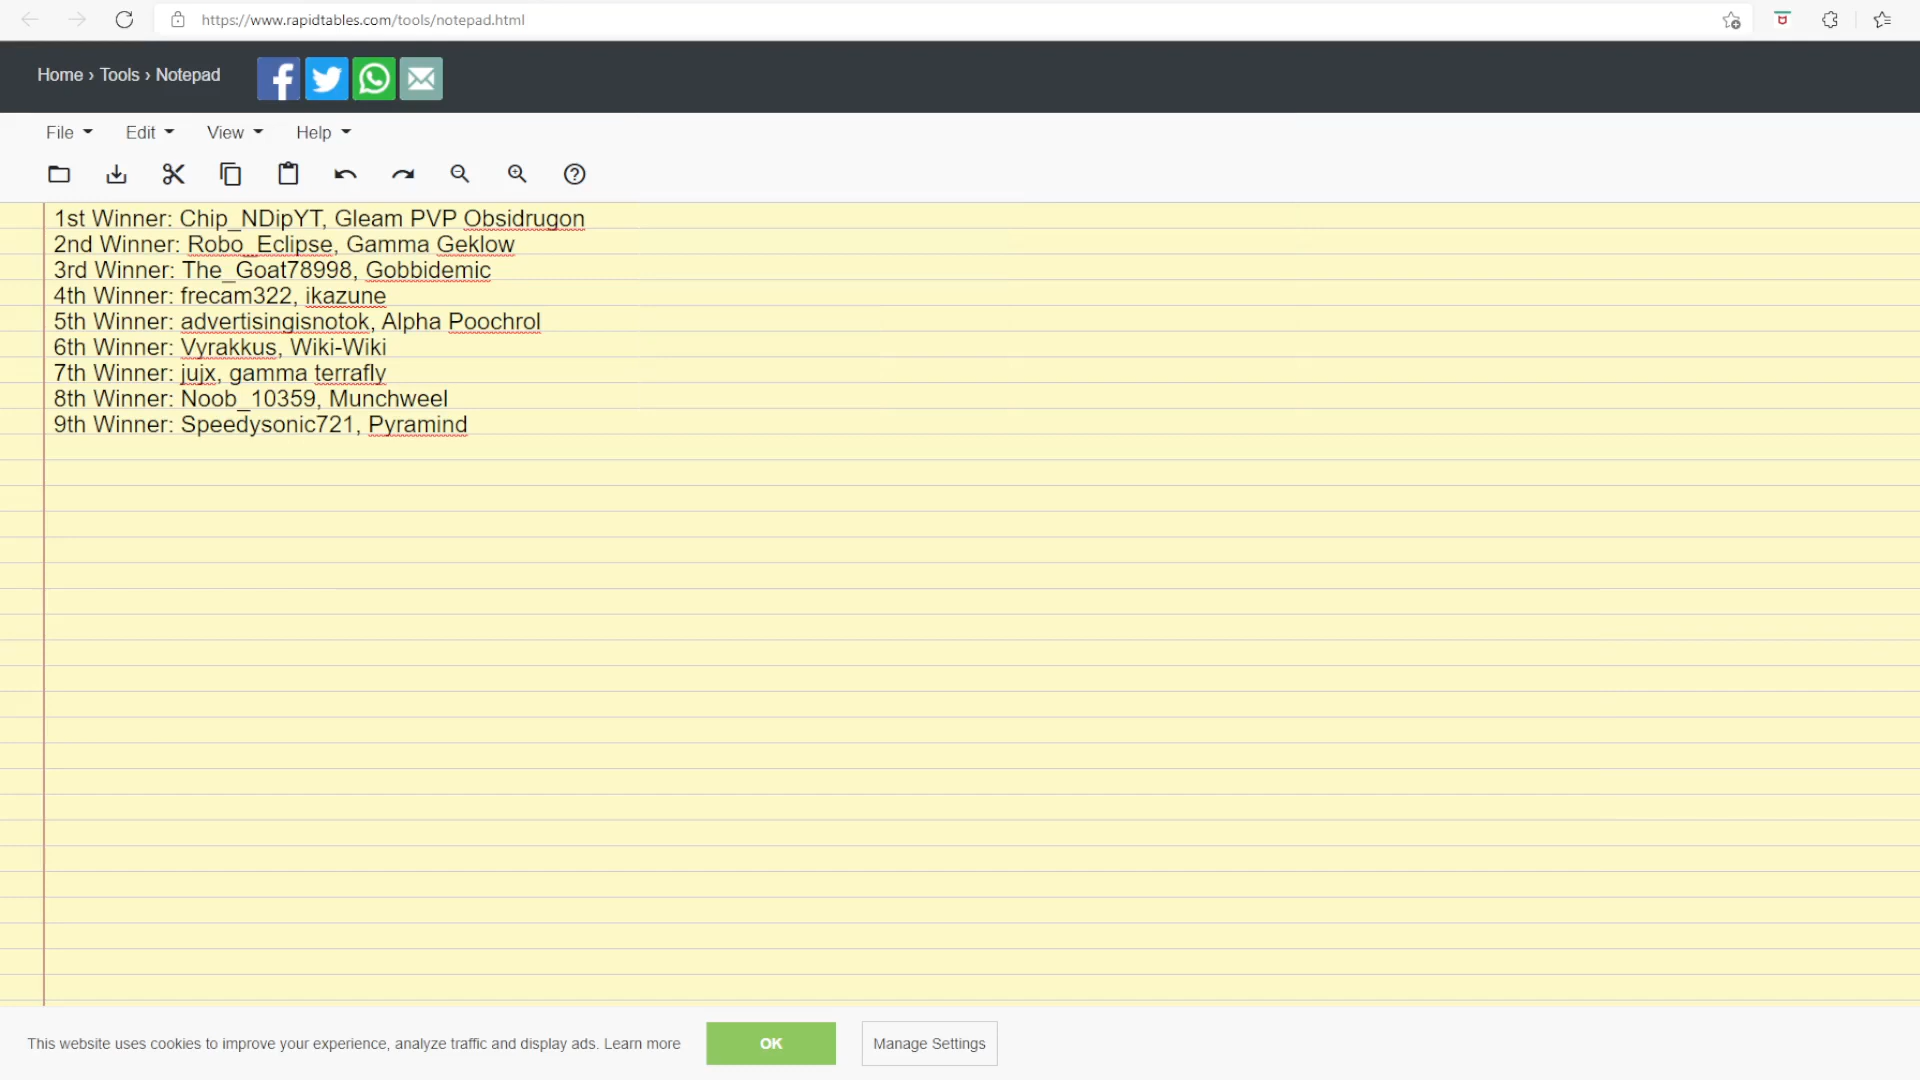 https://www.rapidtables.com/tools/notepad.html
Home › Tools › Notepad
File Edit View Help
1st Winner: Chip_NDipYT, Gleam PVP Obsidrugon
2nd Winner: Robo_Eclipse, Gamma Geklow
3rd Winner: The_Goat78998, Gobbidemic
4th Winner: frecam322, ikazune
5th Winner: advertisingisnotok, Alpha Poochrol
6th Winner: Vyrakkus, Wiki-Wiki
7th Winner: jujx, gamma terrafly
8th Winner: Noob_10359, Munchweel
9th Winner: Speedysonic721, Pyramind
This website uses cookies to improve your experience, analyze traffic and display ads. Learn more OK Manage Settings